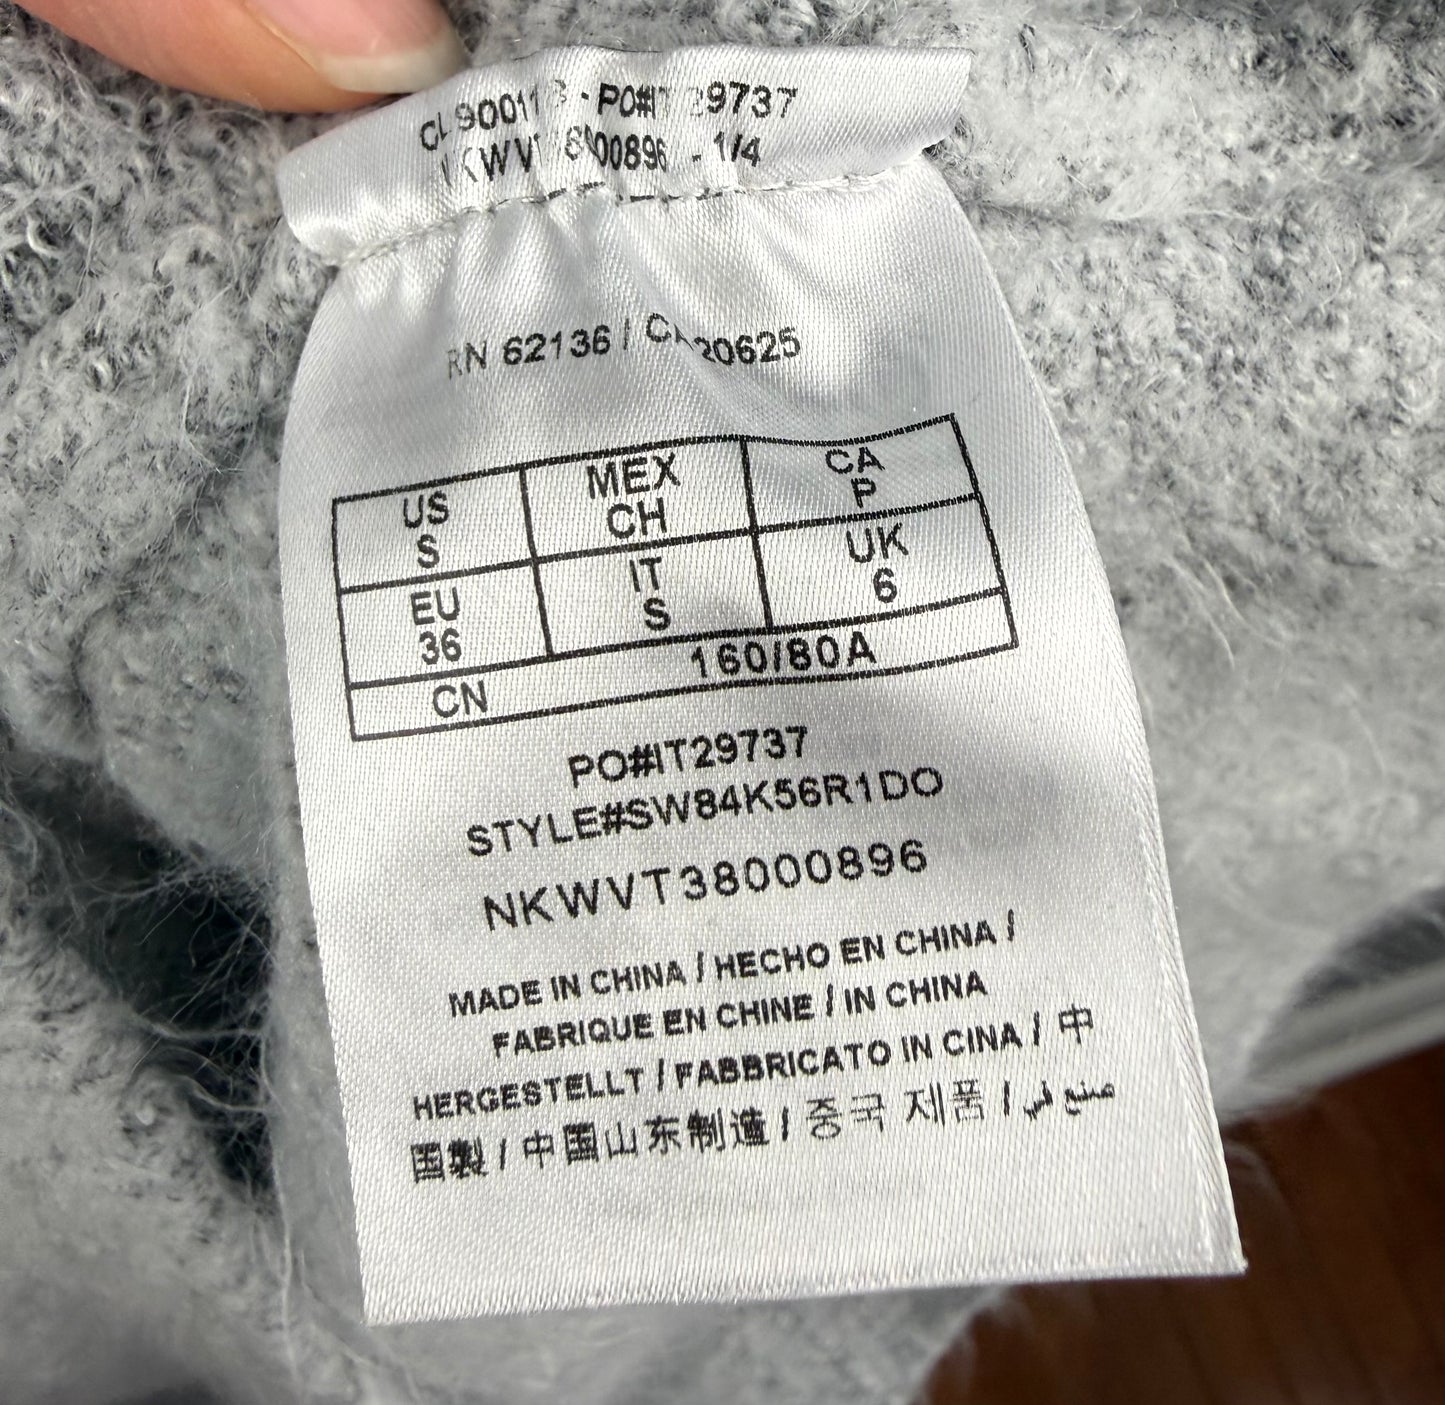 PO#IT29737
1/4
RN 62136 / CA 20625
US MEX CA
S CH P
EU IT UK
36 S 6
CN 160/80A
PO#IT29737
STYLE#SW84K56R1DO
NKWVT38000896
MADE IN CHINA / HECHO EN CHINA /
FABRIQUE EN CHINE / IN CHINA
HERGESTELLT / FABBRICATO IN CINA / 中
国製 / 中国山东制造 / 중국 제품 / صنع في